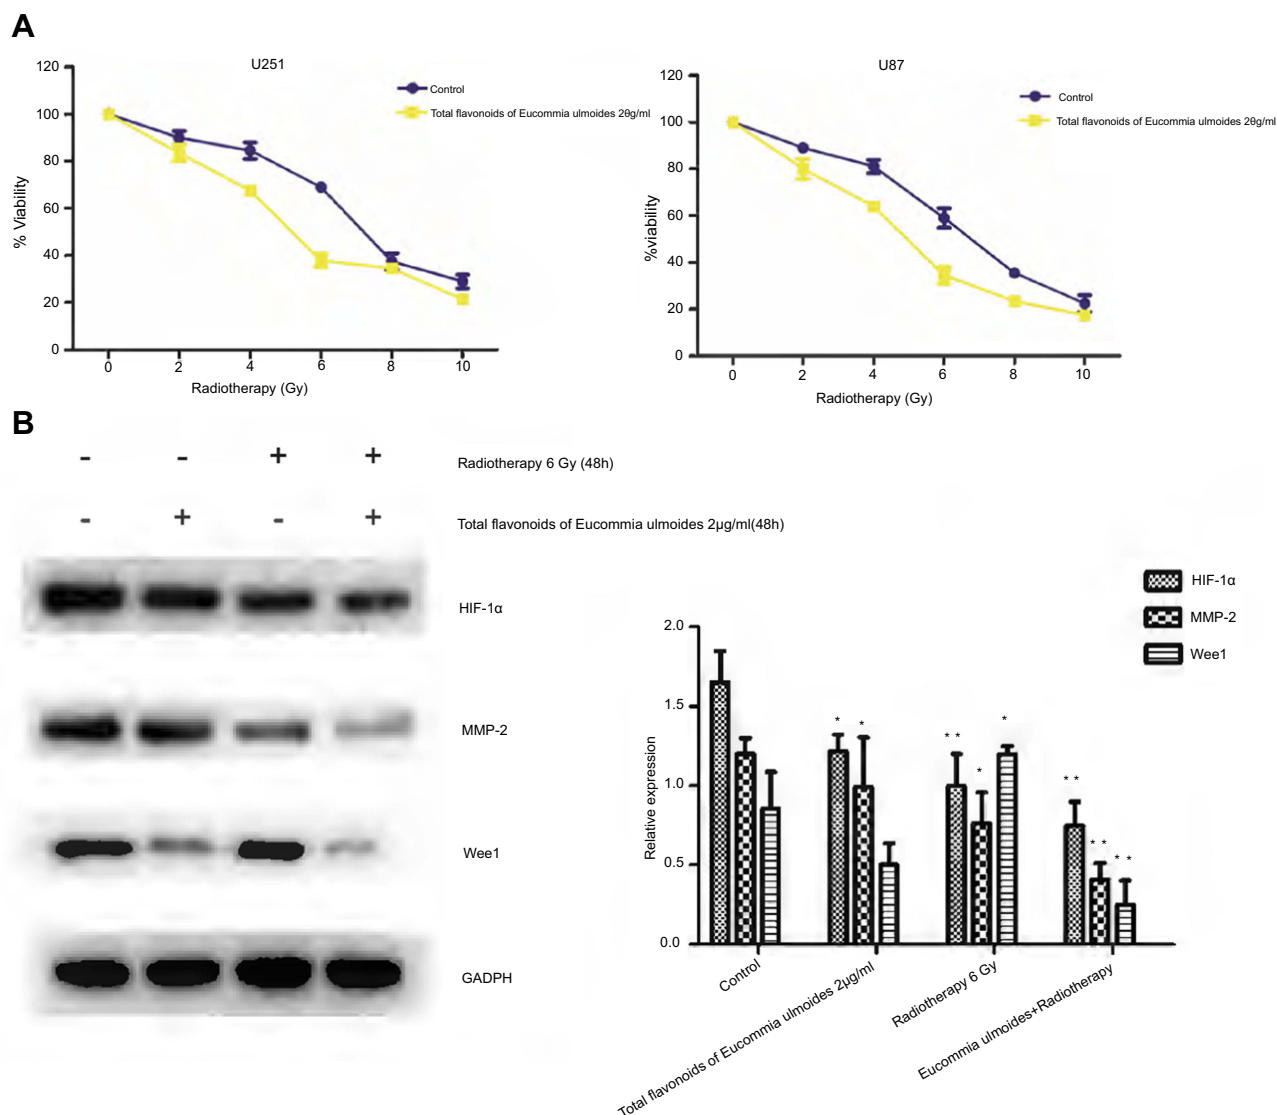 A
U251
120
100
80
60
40
20
0
% Viability
Control
Total flavonoids of Eucommia ulmoides 2θg/ml
0 2 4 6 8 10
Radiotherapy (Gy)
U87
120
100
80
60
40
20
0
%viability
Control
Total flavonoids of Eucommia ulmoides 2θg/ml
0 2 4 6 8 10
Radiotherapy (Gy)
B
- - + + Radiotherapy 6 Gy (48h)
- + - + Total flavonoids of Eucommia ulmoides 2μg/ml(48h)
HIF-1α
MMP-2
Wee1
GADPH
HIF-1α
MMP-2
Wee1
2.0
1.5
1.0
0.5
0.0
Relative expression
* *
* * * *
* * * * * *
Control
Total flavonoids of Eucommia ulmoides 2μg/ml
Radiotherapy 6 Gy
Eucommia ulmoides+Radiotherapy